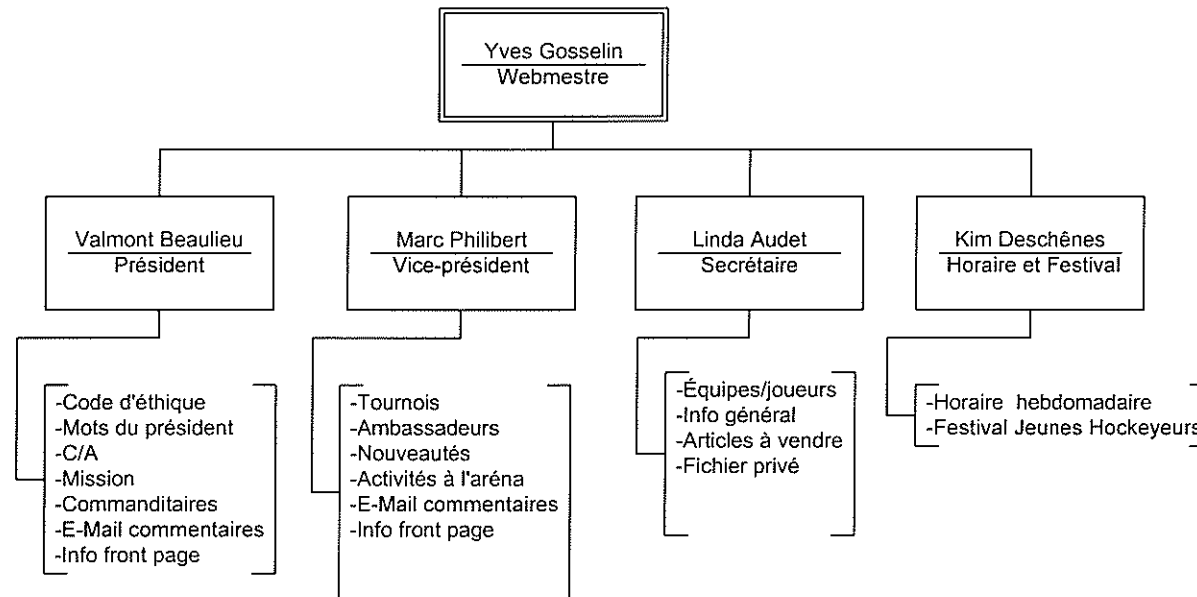 Yves Gosselin
Webmestre
Valmont Beaulieu
Président
Marc Philibert
Vice-président
Linda Audet
Secrétaire
Kim Deschênes
Horaire et Festival
-Code d'éthique
-Mots du président
-C/A
-Mission
-Commanditaires
-E-Mail commentaires
-Info front page
-Tournois
-Ambassadeurs
-Nouveautés
-Activités à l'aréna
-E-Mail commentaires
-Info front page
-Équipes/joueurs
-Info général
-Articles à vendre
-Fichier privé
-Horaire hebdomadaire
-Festival Jeunes Hockeyeurs